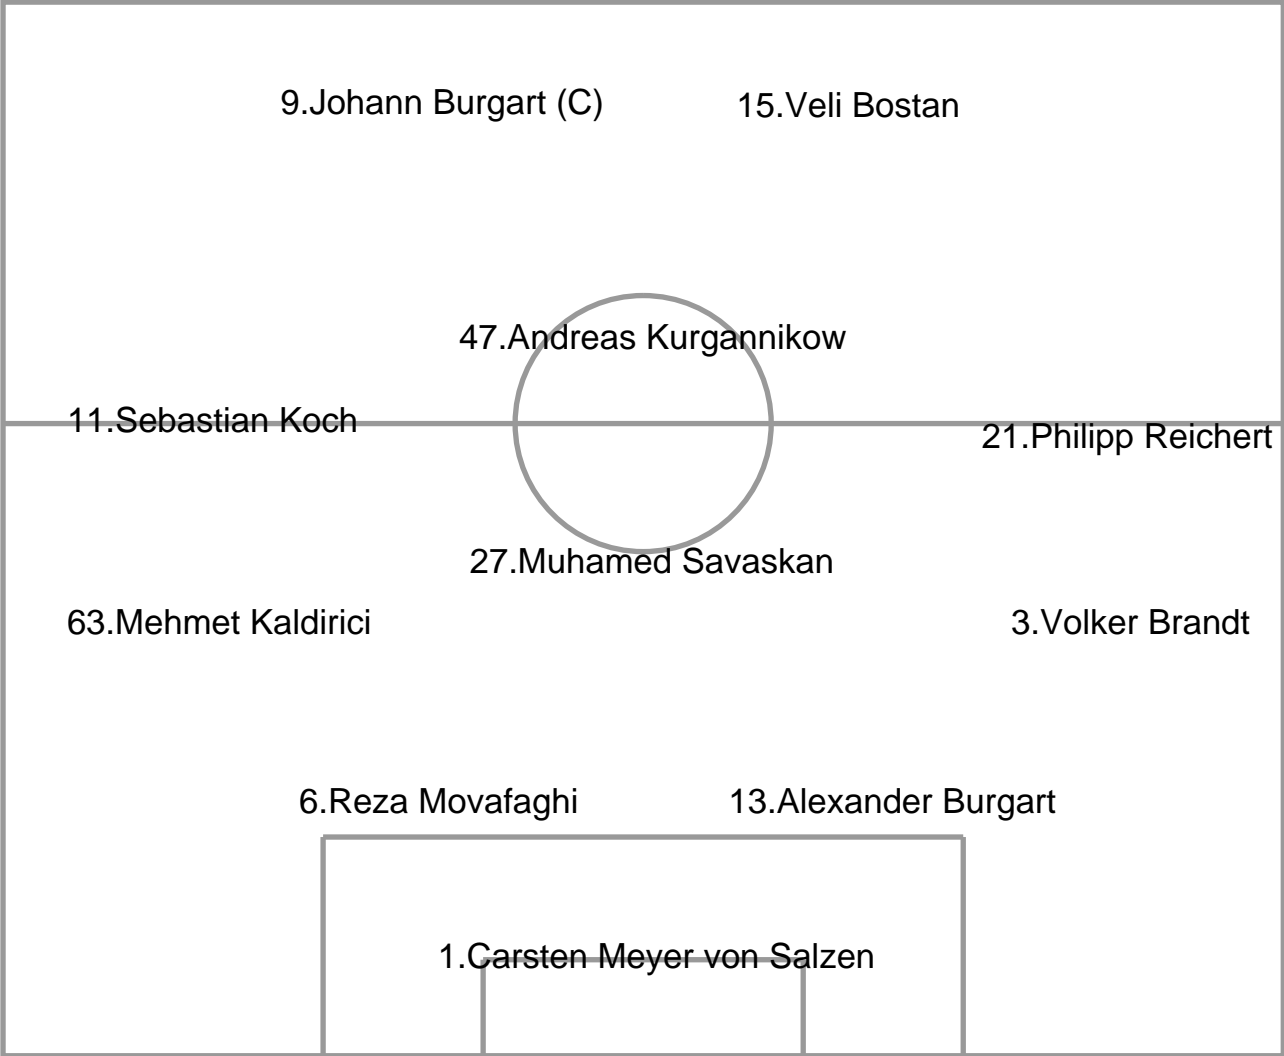 9.Johann Burgart (C)
15.Veli Bostan
47.Andreas Kurgannikow
11.Sebastian Koch
21.Philipp Reichert
27.Muhamed Savaskan
63.Mehmet Kaldirici
3.Volker Brandt
6.Reza Movafaghi
13.Alexander Burgart
1.Carsten Meyer von Salzen